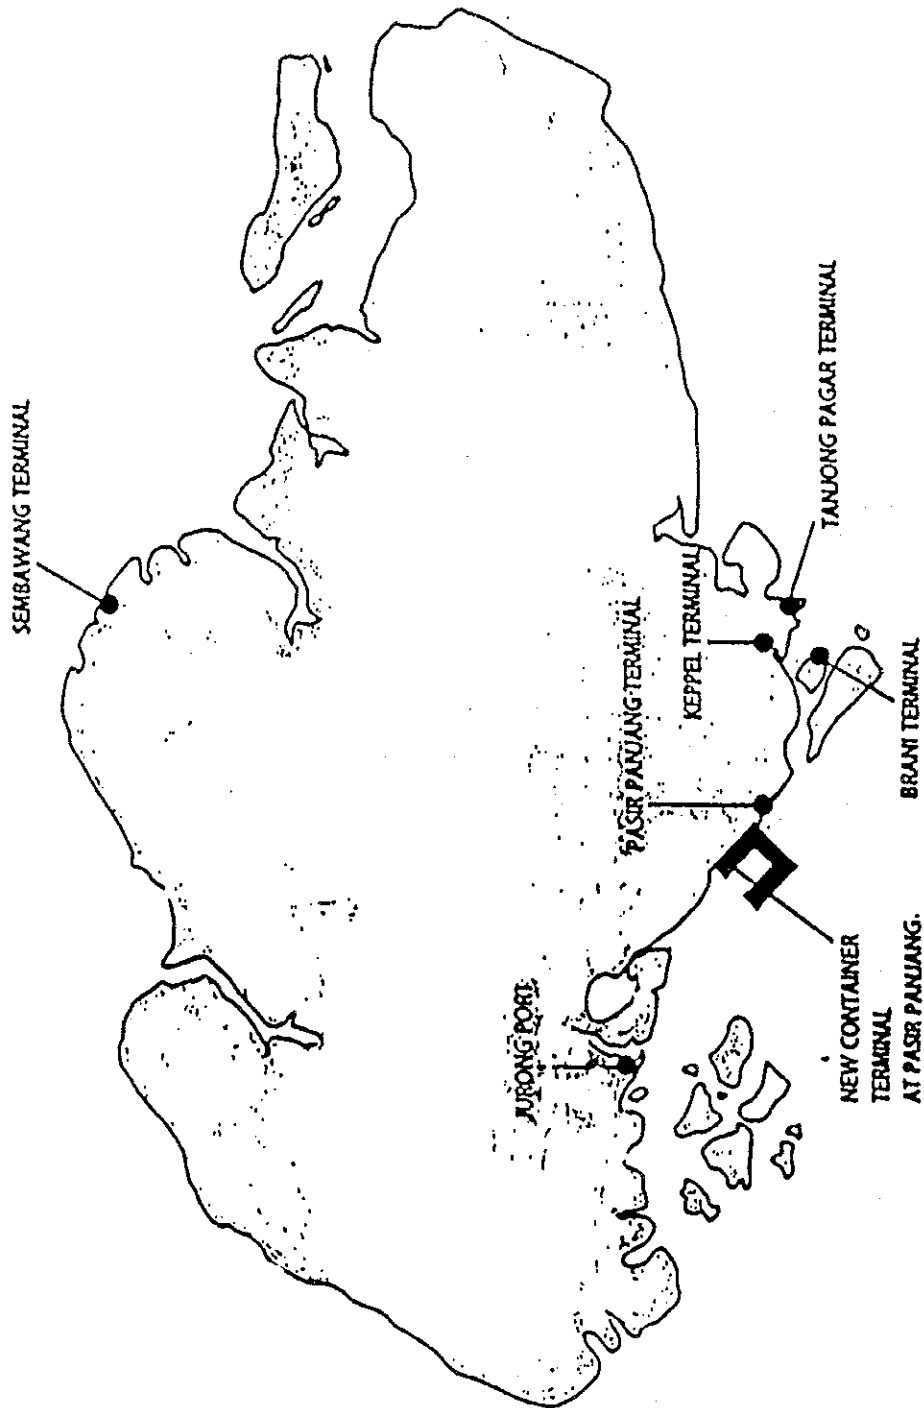 SEMBAWANG TERMINAL
JURONG PORT
PASIR PANJANG TERMINAL
KEPPEL TERMINAL
TANJONG PAGAR TERMINAL
BRANI TERMINAL
NEW CONTAINER
TERMINAL
AT PASIR PANJANG.